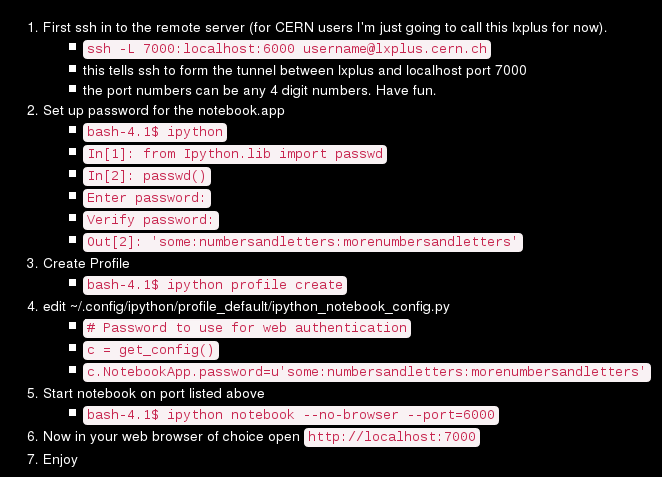 1. First ssh in to the remote server (for CERN users I'm just going to call this lxplus for now).
ssh -L 7000:localhost:6000 username@lxplus.cern.ch
this tells ssh to form the tunnel between lxplus and localhost port 7000
the port numbers can be any 4 digit numbers. Have fun.
2. Set up password for the notebook.app
bash-4.1$ ipython
In[1]: from Ipython.lib import passwd
In[2]: passwd()
Enter password:
Verify password:
Out[2]: 'some:numbersandletters:morenumbersandletters'
3. Create Profile
bash-4.1$ ipython profile create
4. edit ~/.config/ipython/profile_default/ipython_notebook_config.py
# Password to use for web authentication
c = get_config()
c.NotebookApp.password=u'some:numbersandletters:morenumbersandletters'
5. Start notebook on port listed above
bash-4.1$ ipython notebook --no-browser --port=6000
6. Now in your web browser of choice open http://localhost:7000
7. Enjoy